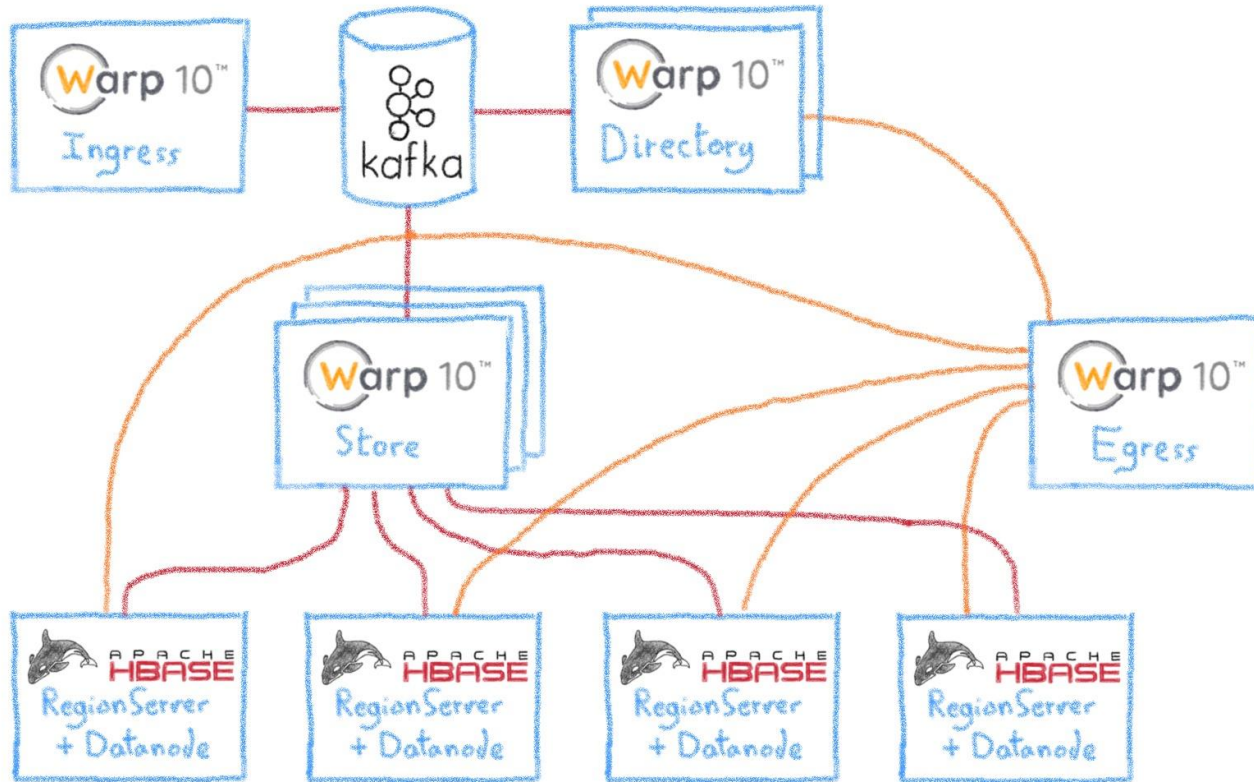 Warp 10™
Ingress
kafka
Warp 10™
Directory
Warp 10™
Store
Warp 10™
Egress
APACHE
HBASE
RegionServer
+ Datanode
APACHE
HBASE
RegionServer
+ Datanode
APACHE
HBASE
RegionServer
+ Datanode
APACHE
HBASE
RegionServer
+ Datanode